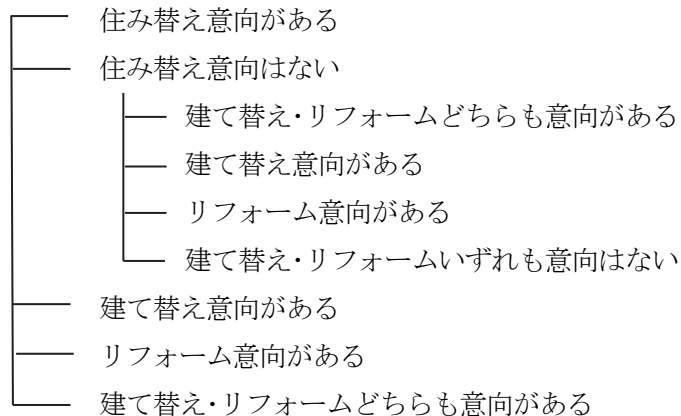 住み替え意向がある
住み替え意向はない
建て替え・リフォームどちらも意向がある
建て替え意向がある
リフォーム意向がある
建て替え・リフォームいずれも意向はない
建て替え意向がある
リフォーム意向がある
建て替え・リフォームどちらも意向がある